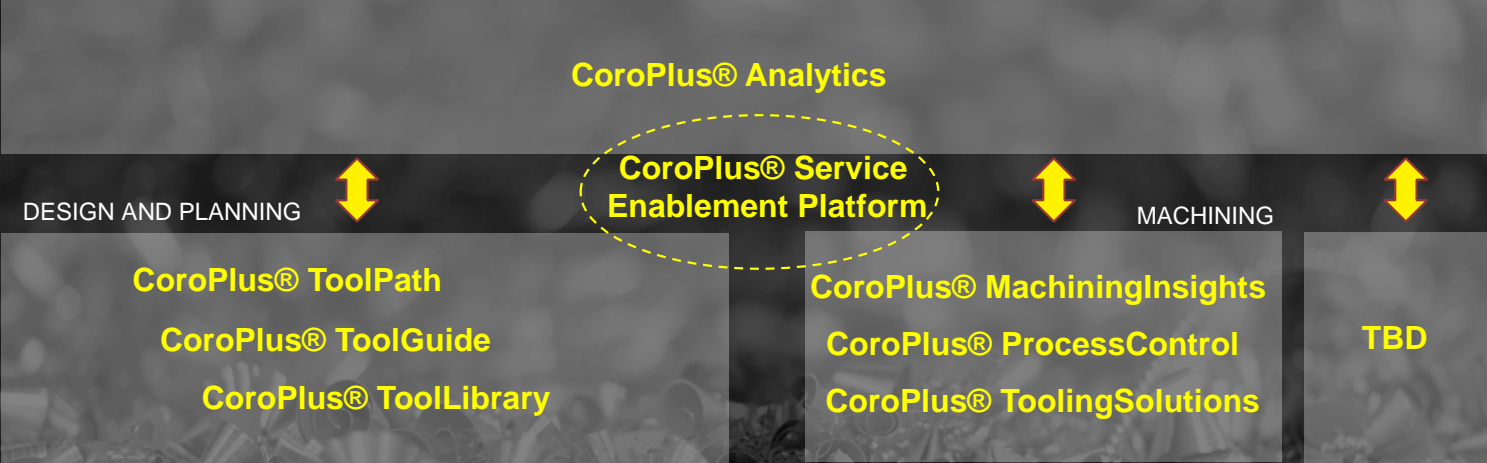 CoroPlus® Analytics
CoroPlus® Service
Enablement Platform
DESIGN AND PLANNING
MACHINING
CoroPlus® ToolPath
CoroPlus® ToolGuide
CoroPlus® ToolLibrary
CoroPlus® MachiningInsights
CoroPlus® ProcessControl
CoroPlus® ToolingSolutions
TBD